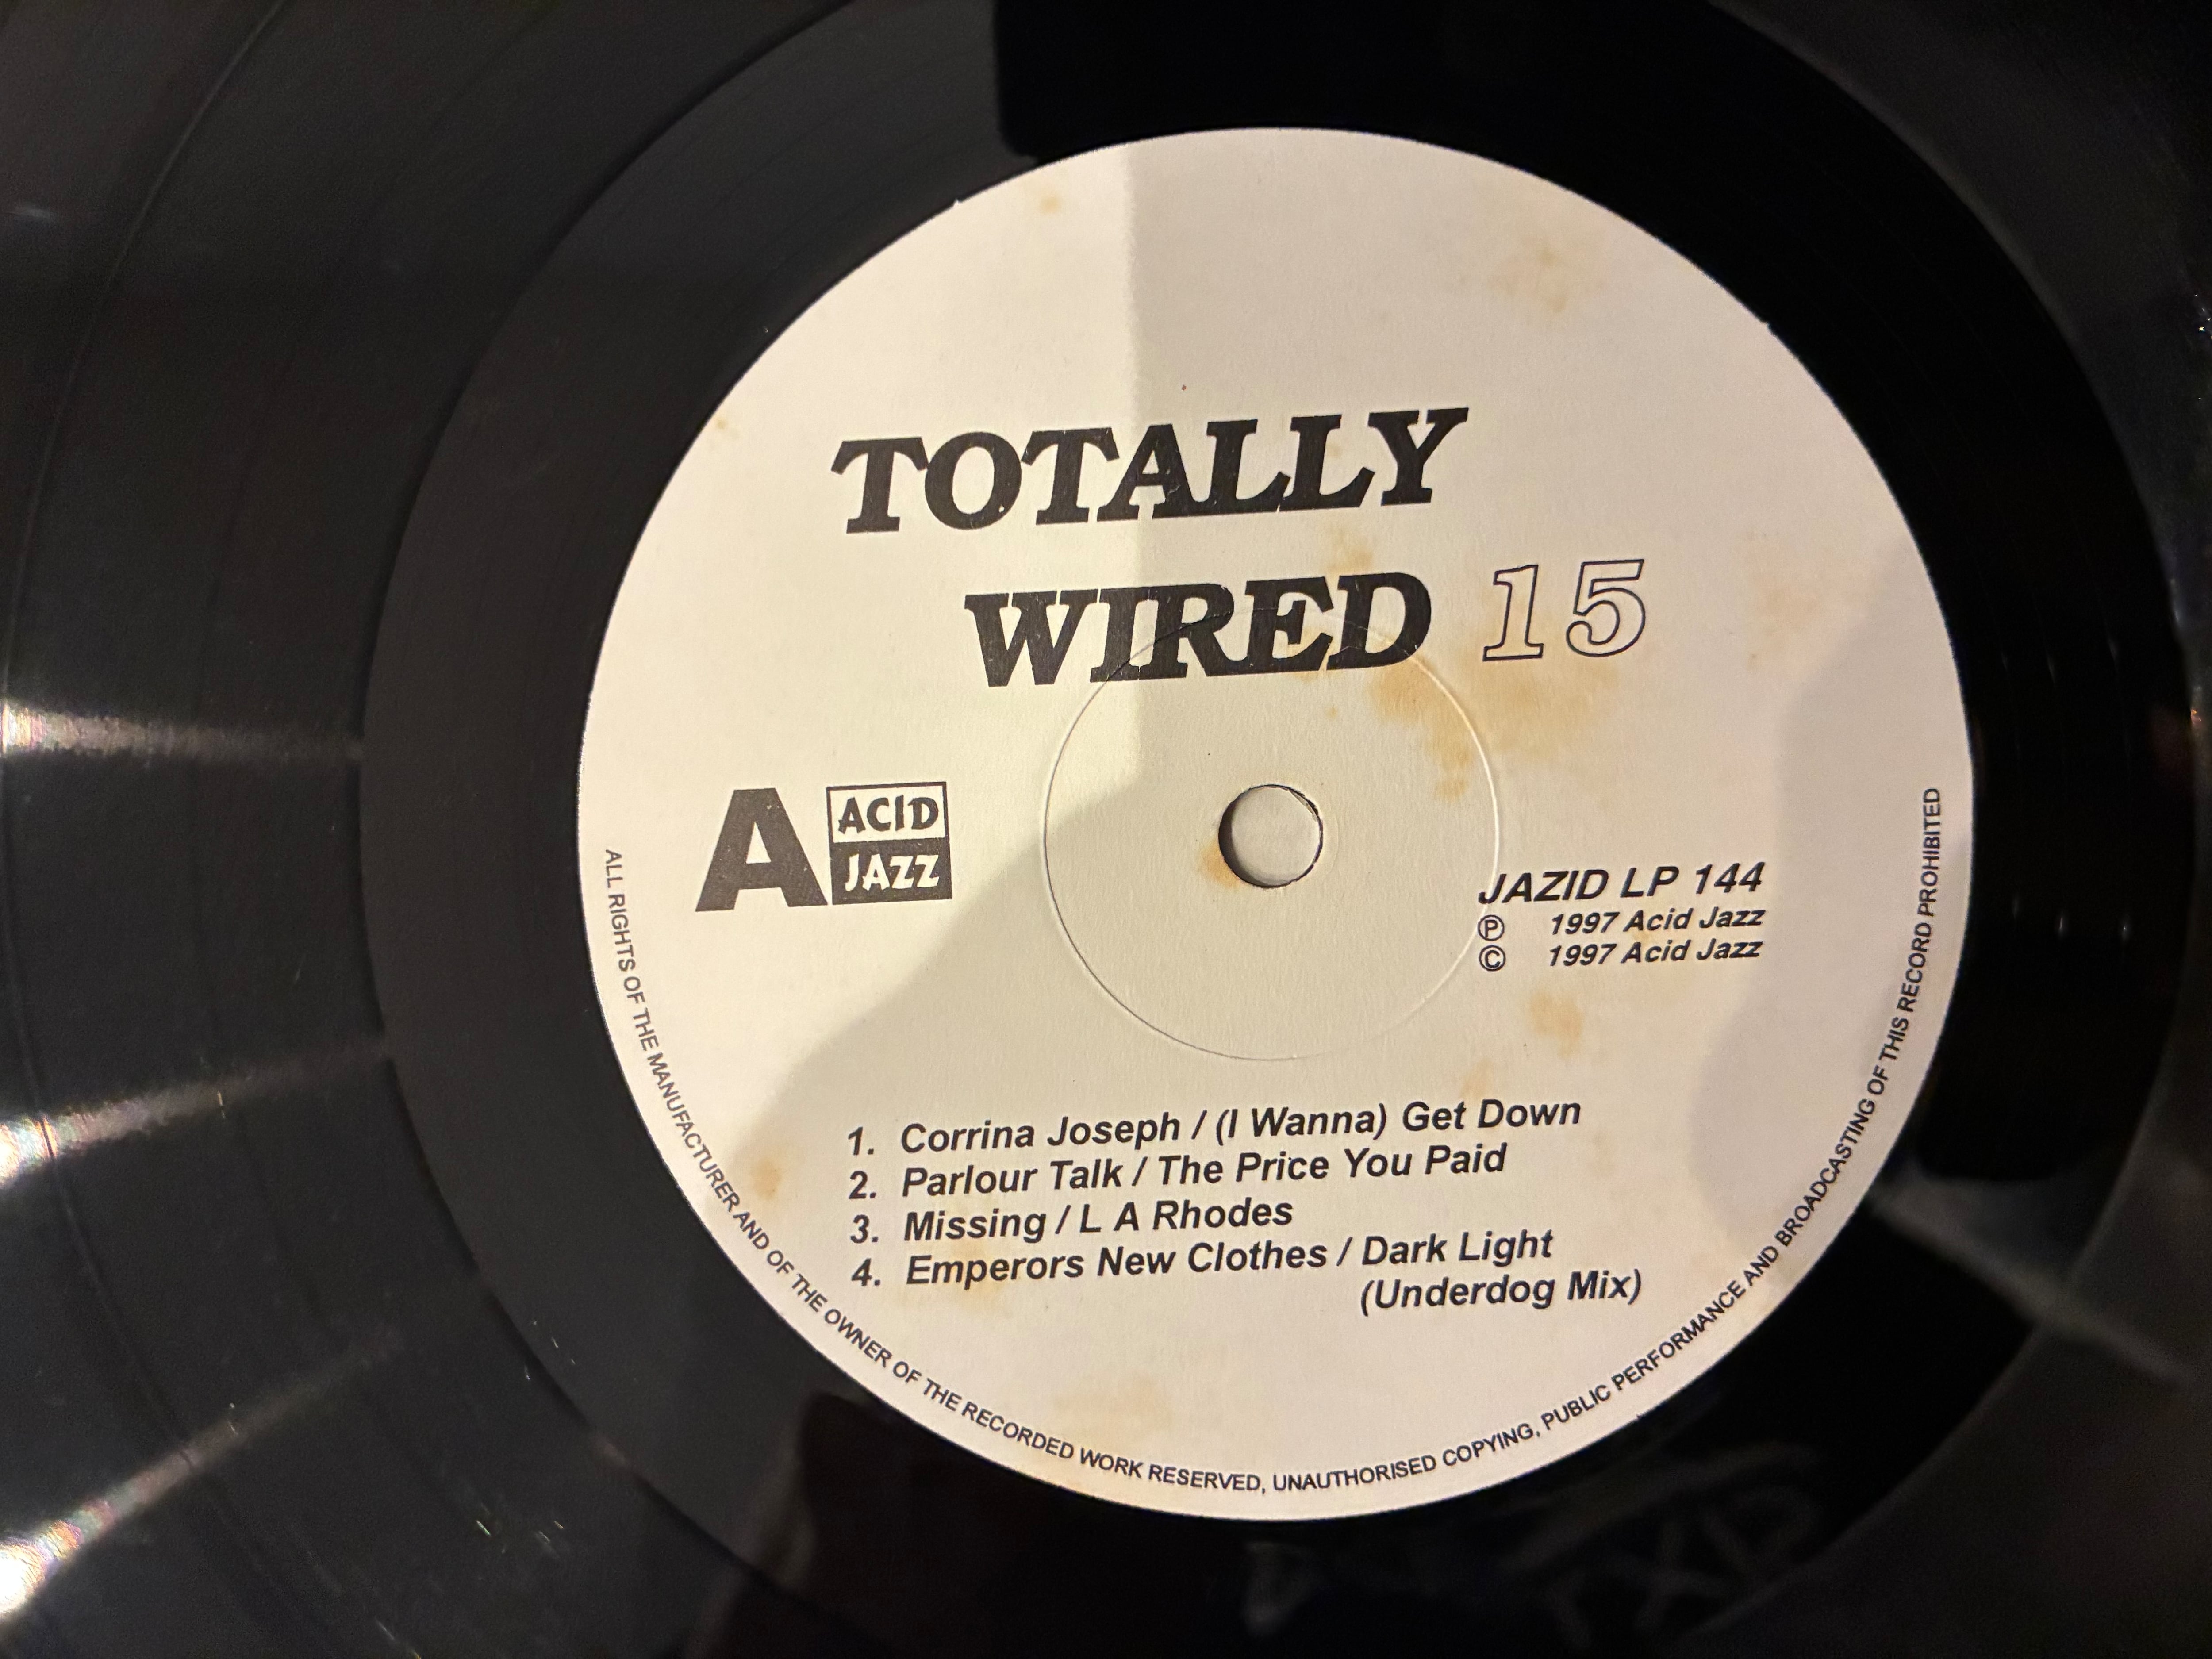 TOTALLY
WIRED 15
A
ACID
JAZZ
JAZID LP 144
Ⓟ 1997 Acid Jazz
© 1997 Acid Jazz
1. Corrina Joseph / (I Wanna) Get Down
2. Parlour Talk / The Price You Paid
3. Missing / L A Rhodes
4. Emperors New Clothes / Dark Light
(Underdog Mix)
ALL RIGHTS OF THE MANUFACTURER AND OF THE OWNER OF THE RECORDED WORK RESERVED, UNAUTHORISED COPYING, PUBLIC PERFORMANCE AND BROADCASTING OF THIS RECORD PROHIBITED